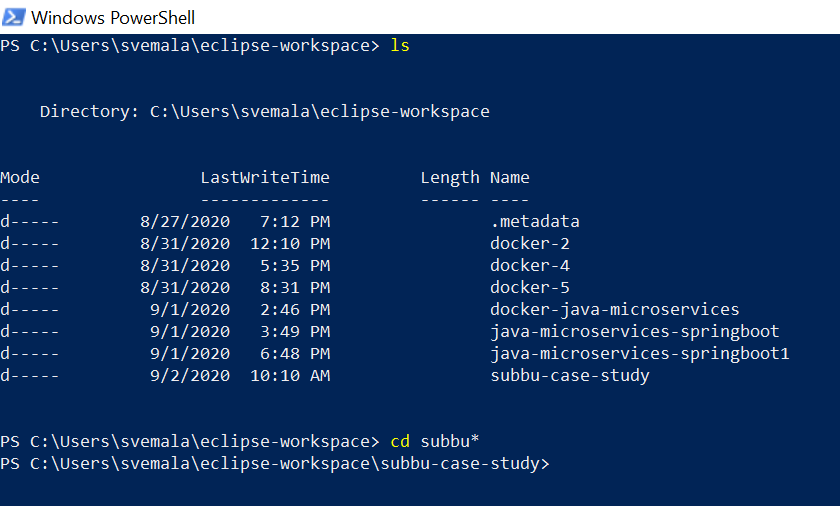 Windows PowerShell
PS C:\Users\svemala\eclipse-workspace> ls
Directory: C:\Users\svemala\eclipse-workspace
Mode                LastWriteTime         Length Name
----                -------------         ------ ----
d-----        8/27/2020   7:12 PM                .metadata
d-----        8/31/2020  12:10 PM                docker-2
d-----        8/31/2020   5:35 PM                docker-4
d-----        8/31/2020   8:31 PM                docker-5
d-----         9/1/2020   2:46 PM                docker-java-microservices
d-----         9/1/2020   3:49 PM                java-microservices-springboot
d-----         9/1/2020   6:48 PM                java-microservices-springboot1
d-----         9/2/2020  10:10 AM                subbu-case-study
PS C:\Users\svemala\eclipse-workspace> cd subbu*
PS C:\Users\svemala\eclipse-workspace\subbu-case-study>